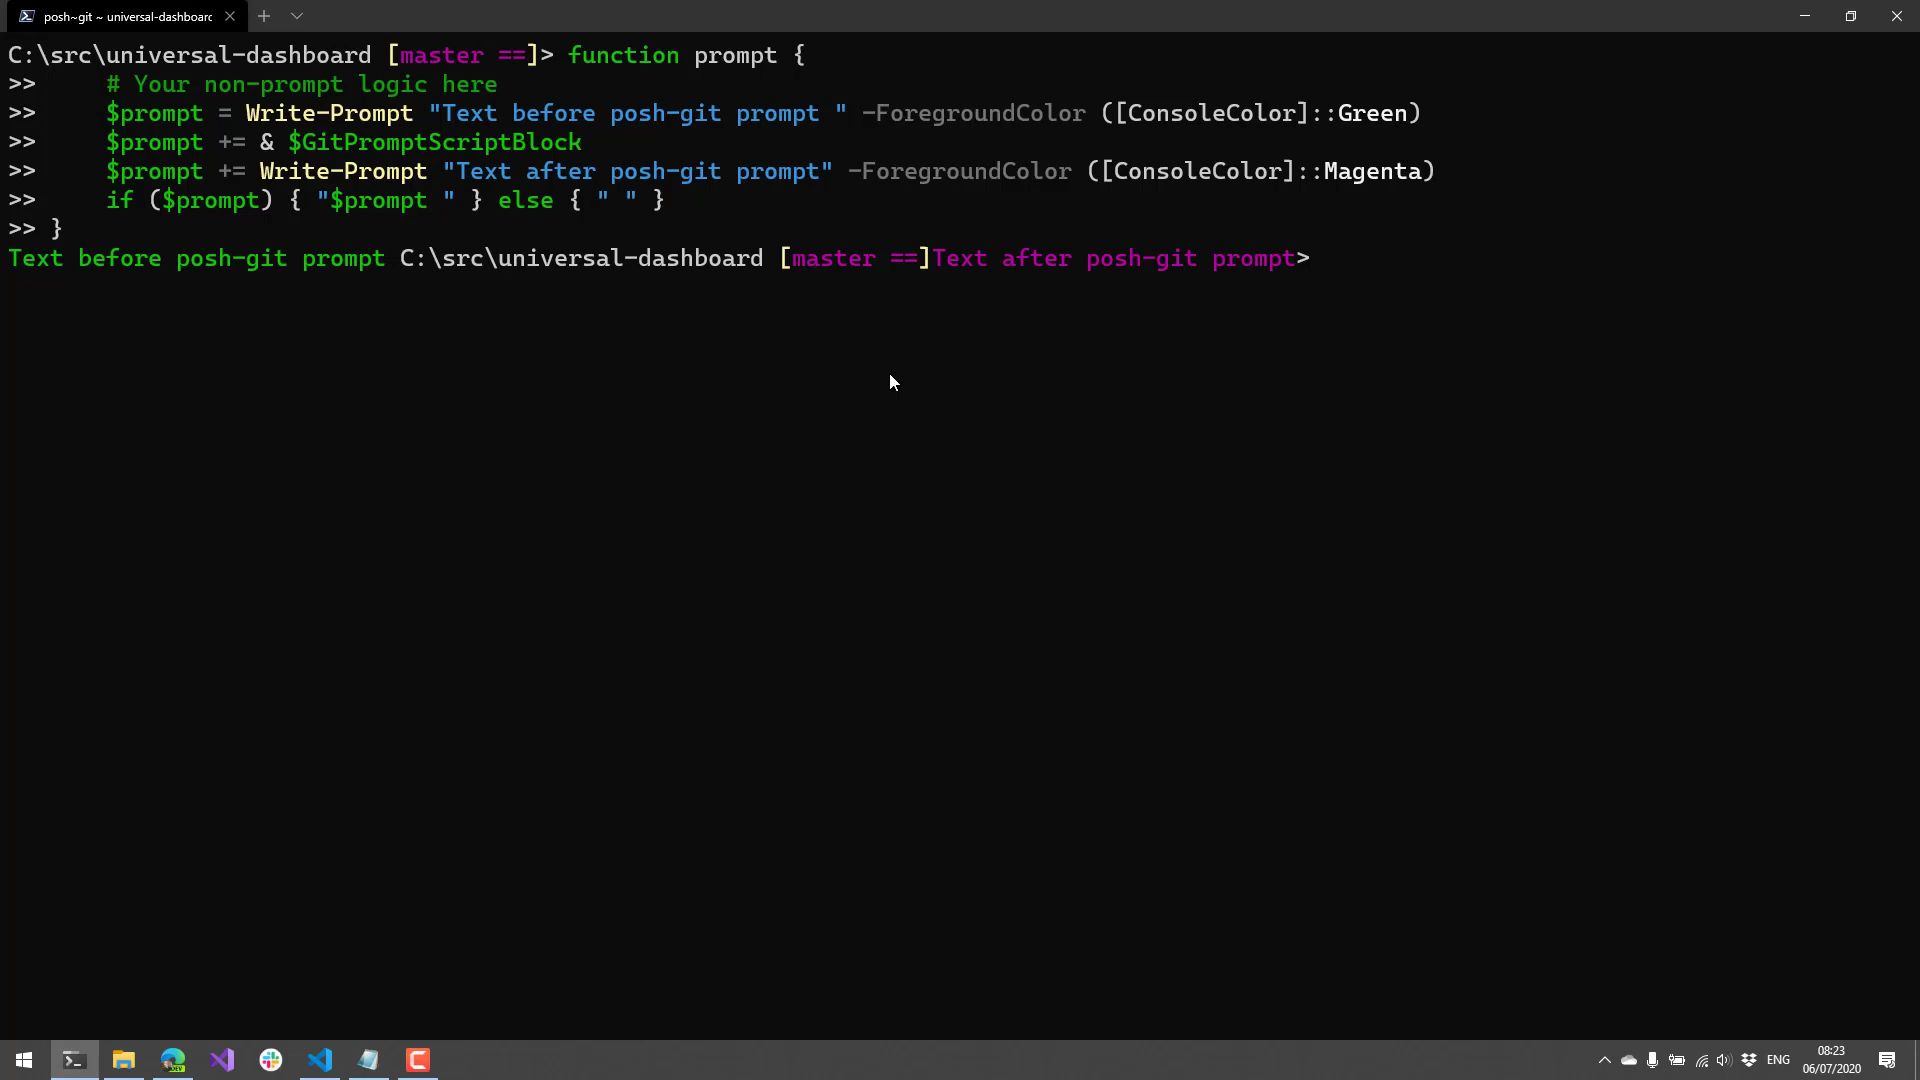 posh~git ~ universal-dashboard
C:\src\universal-dashboard [master ==]> function prompt {
>>     # Your non-prompt logic here
>>     $prompt = Write-Prompt "Text before posh-git prompt " -ForegroundColor ([ConsoleColor]::Green)
>>     $prompt += & $GitPromptScriptBlock
>>     $prompt += Write-Prompt "Text after posh-git prompt" -ForegroundColor ([ConsoleColor]::Magenta)
>>     if ($prompt) { "$prompt " } else { " " }
>> }
Text before posh-git prompt C:\src\universal-dashboard [master ==]Text after posh-git prompt>
DEV
ENG
08:23
06/07/2020